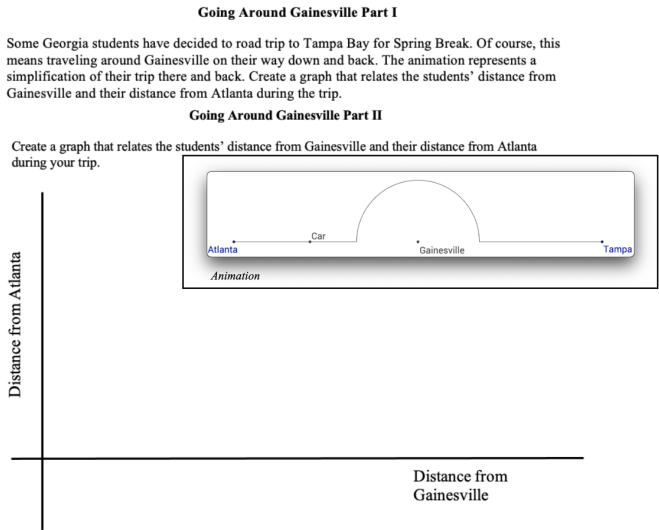 Going Around Gainesville Part I
Some Georgia students have decided to road trip to Tampa Bay for Spring Break. Of course, this
means traveling around Gainesville on their way down and back. The animation represents a
simplification of their trip there and back. Create a graph that relates the students’ distance from
Gainesville and their distance from Atlanta during the trip.
Going Around Gainesville Part II
Create a graph that relates the students’ distance from Gainesville and their distance from Atlanta
during your trip.
Car
Atlanta
Gainesville
Tampa
Animation
Distance from Atlanta
Distance from
Gainesville